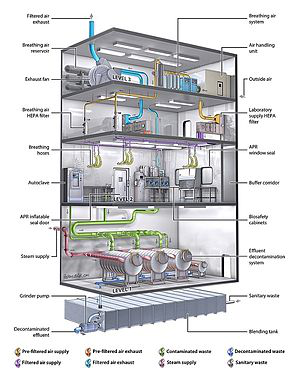 Filtered air
exhaust
Breathing air
system
Breathing air
reservoir
Air handling
unit
LEVEL 3
Exhaust fan
Outside air
Breathing air
HEPA filter
Laboratory
supply HEPA
filter
Breathing
hoses
APR
window seal
Autoclave
Buffer corridor
LEVEL 2
APR inflatable
seal door
Biosafety
cabinets
Steam supply
Effluent
decontamination
system
LEVEL 1
Grinder pump
Sanitary waste
Decontaminated
effluent
Blending tank
Pre-filtered air supply
Pre-filtered air exhaust
Contaminated waste
Decontaminated waste
Filtered air supply
Filtered air exhaust
Steam supply
Sanitary waste